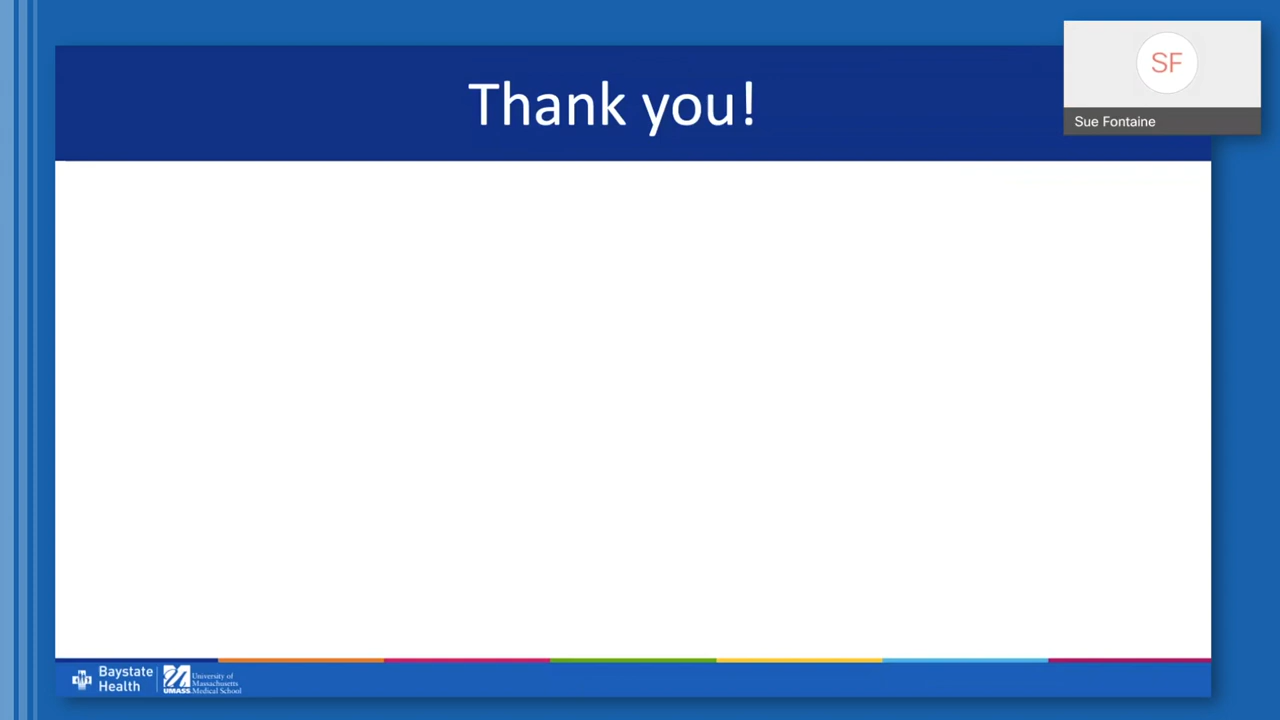 Thank you!
SF
Sue Fontaine
Baystate
Health
University of
Massachusetts
UMASS. Medical School